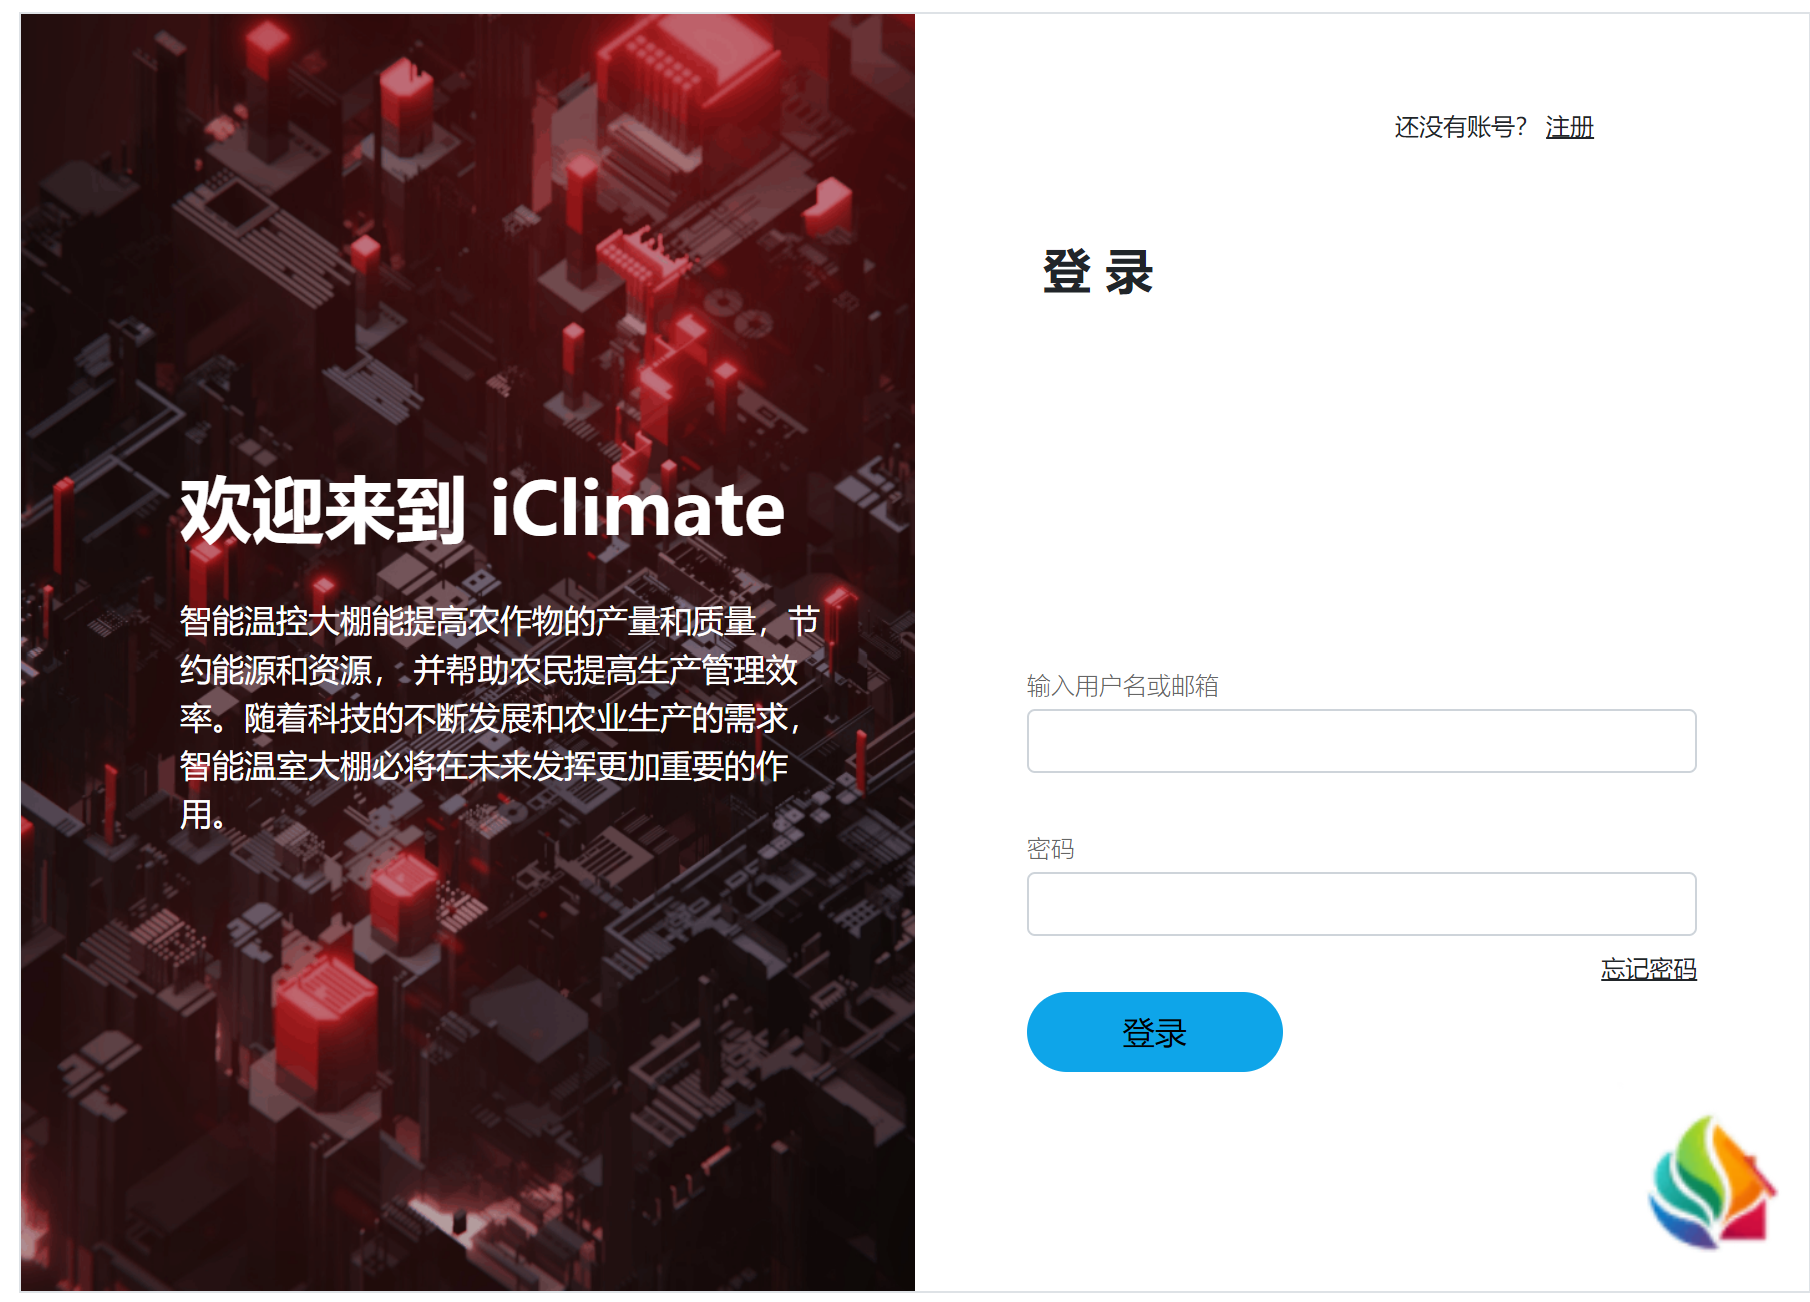 欢迎来到 iClimate
智能温控大棚能提高农作物的产量和质量，节
约能源和资源， 并帮助农民提高生产管理效
率。随着科技的不断发展和农业生产的需求，
智能温室大棚必将在未来发挥更加重要的作
用。
还没有账号？ 注册
登 录
输入用户名或邮箱
密码
忘记密码
登录